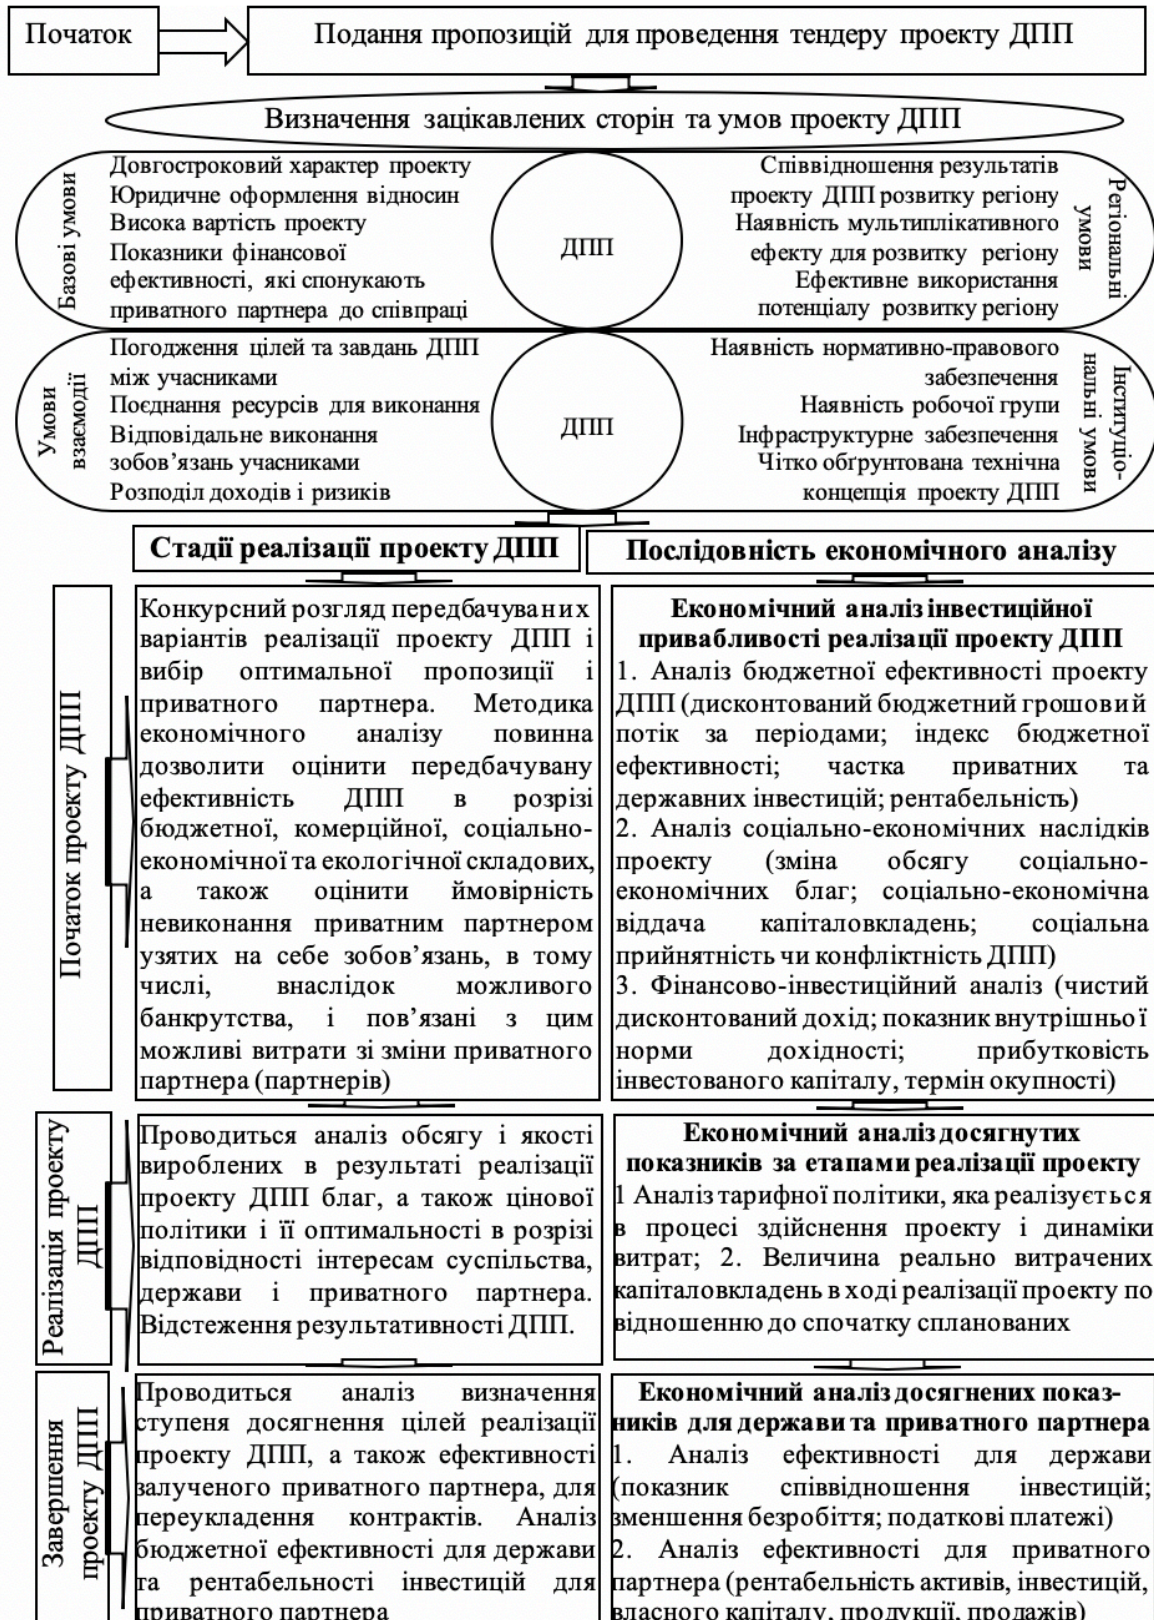 Початок
Подання пропозицій для проведення тендеру проекту ДПП
Визначення зацікавлених сторін та умов проекту ДПП
Базові умови
Довгостроковий характер проекту
Юридичне оформлення відносин
Висока вартість проекту
Показники фінансової
ефективності, які спонукають
приватного партнера до співпраці
ДПП
Співвідношення результатів
проекту ДПП розвитку регіону
Наявність мультиплікативного
ефекту для розвитку регіону
Ефективне використання
потенціалу розвитку регіону
Регіональні
умови
Умови
взаємодії
Погодження цілей та завдань ДПП
між учасниками
Поєднання ресурсів для виконання
Відповідальне виконання
зобов’язань учасниками
Розподіл доходів і ризиків
ДПП
Наявність нормативно-правового
забезпечення
Наявність робочої групи
Інфраструктурне забезпечення
Чітко обґрунтована технічна
концепція проекту ДПП
Інституціо-
нальні умови
Стадії реалізації проекту ДПП
Послідовність економічного аналізу
Початок проекту ДПП
Конкурсний розгляд передбачуваних
варіантів реалізації проекту ДПП і
вибір оптимальної пропозиції і
приватного партнера. Методика
економічного аналізу повинна
дозволити оцінити передбачувану
ефективність ДПП в розрізі
бюджетної, комерційної, соціально-
економічної та екологічної складових,
а також оцінити ймовірність
невиконання приватним партнером
узятих на себе зобов’язань, в тому
числі, внаслідок можливого
банкрутства, і пов’язані з цим
можливі витрати зі зміни приватного
партнера (партнерів)
Економічний аналіз інвестиційної
привабливості реалізації проекту ДПП
1. Аналіз бюджетної ефективності проекту
ДПП (дисконтований бюджетний грошовий
потік за періодами; індекс бюджетної
ефективності; частка приватних та
державних інвестицій; рентабельність)
2. Аналіз соціально-економічних наслідків
проекту (зміна обсягу соціально-
економічних благ; соціально-економічна
віддача капіталовкладень; соціальна
прийнятність чи конфліктність ДПП)
3. Фінансово-інвестиційний аналіз (чистий
дисконтований дохід; показник внутрішньої
норми дохідності; прибутковість
інвестованого капіталу, термін окупності)
Реалізація проекту
ДПП
Проводиться аналіз обсягу і якості
вироблених в результаті реалізації
проекту ДПП благ, а також цінової
політики і її оптимальності в розрізі
відповідності інтересам суспільства,
держави і приватного партнера.
Відстеження результативності ДПП.
Економічний аналіз досягнутих
показників за етапами реалізації проекту
1 Аналіз тарифної політики, яка реалізується
в процесі здійснення проекту і динаміки
витрат; 2. Величина реально витрачених
капіталовкладень в ході реалізації проекту по
відношенню до спочатку спланованих
Завершення
проекту ДПП
Проводиться аналіз визначення
ступеня досягнення цілей реалізації
проекту ДПП, а також ефективності
залученого приватного партнера, для
переукладення контрактів. Аналіз
бюджетної ефективності для держави
та рентабельності інвестицій для
приватного партнера
Економічний аналіз досягнених показ-
ників для держави та приватного партнера
1. Аналіз ефективності для держави
(показник співвідношення інвестицій;
зменшення безробіття; податкові платежі)
2. Аналіз ефективності для приватного
партнера (рентабельність активів, інвестицій,
власного капіталу, продукції, продажів)